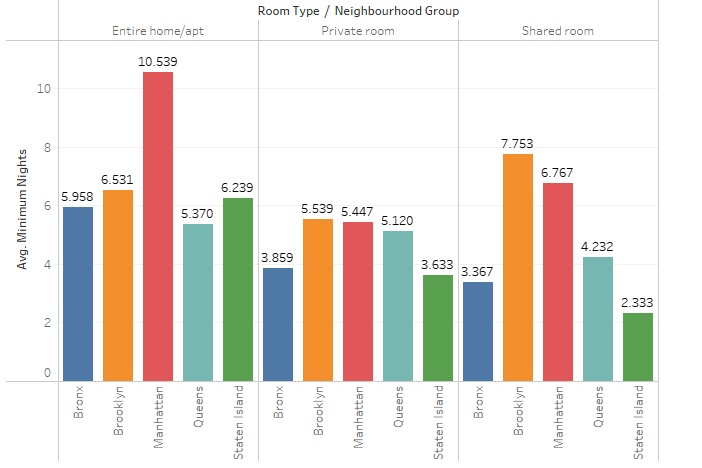 Room Type / Neighbourhood Group
Entire home/apt
Private room
Shared room
Avg. Minimum Nights
10
8
6
4
2
0
5.958
6.531
10.539
5.370
6.239
3.859
5.539
5.447
5.120
3.633
3.367
7.753
6.767
4.232
2.333
Bronx
Brooklyn
Manhattan
Queens
Staten Island
Bronx
Brooklyn
Manhattan
Queens
Staten Island
Bronx
Brooklyn
Manhattan
Queens
Staten Island